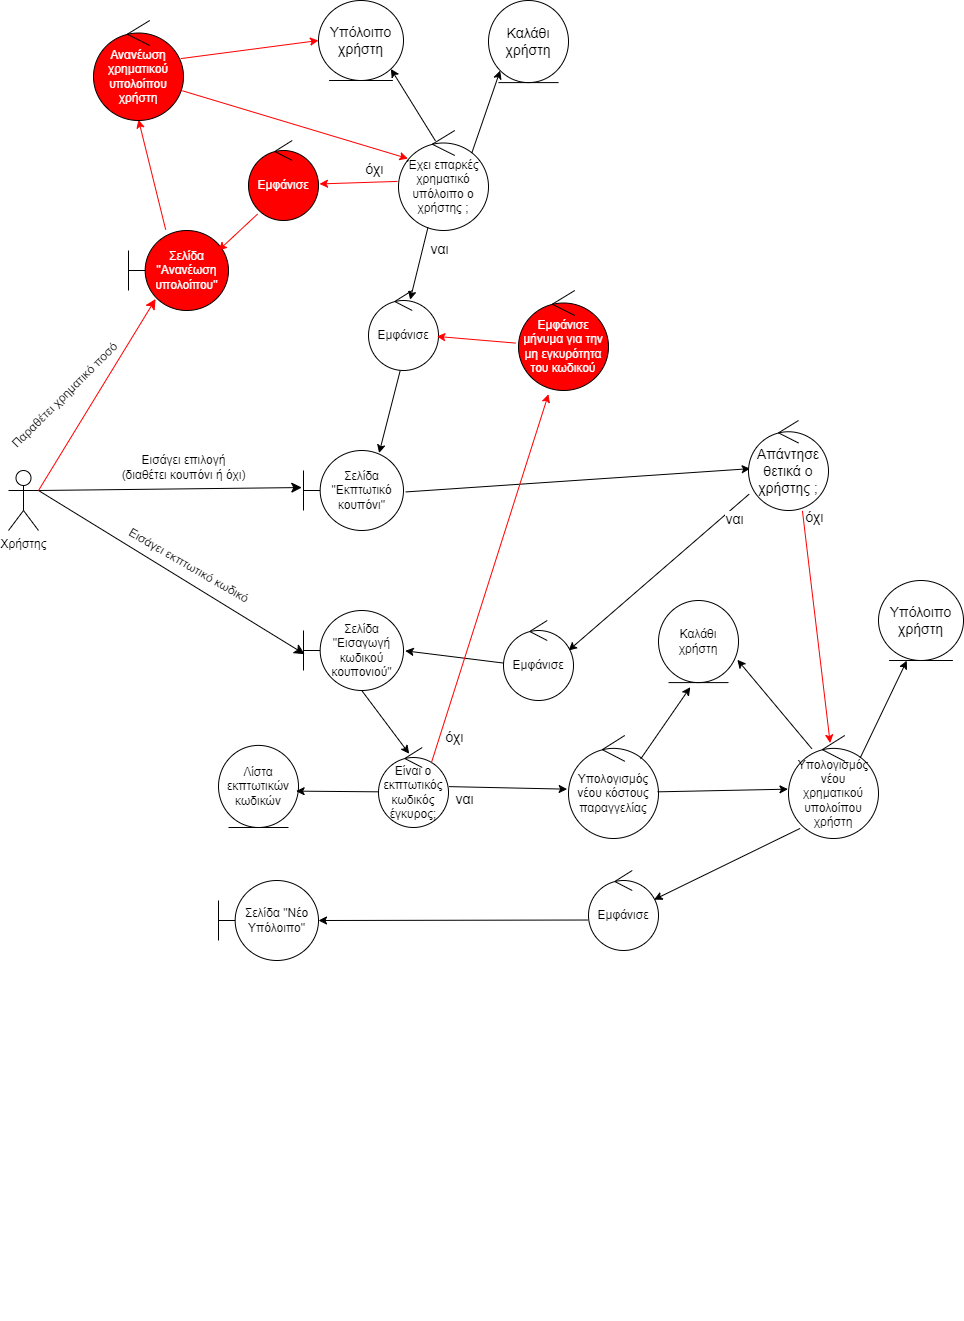 Υπόλοιπο
χρήστη
Καλάθι
χρήστη
Ανανέωση
χρηματικού
υπολοίπου
χρήστη
Εχει επαρκές
χρηματικό
υπόλοιπο ο
χρήστης ;
όχι
Εμφάνισε
ναι
Σελίδα
"Ανανέωση
υπολοίπου"
Εμφάνισε
Εμφάνισε
μήνυμα για την
μη εγκυρότητα
του κωδικού
Παραθέτει χρηματικό ποσό
Εισάγει επιλογή
(διαθέτει κουπόνι ή όχι)
Σελίδα
"Εκπτωτικό
κουπόνι"
Απάντησε
θετικά ο
χρήστης ;
ναι
όχι
Χρήστης
Εισάγει εκπτωτικό κωδικό
Σελίδα
"Εισαγωγή
κωδικού
κουπονιού"
Εμφάνισε
Καλάθι
χρήστη
Υπόλοιπο
χρήστη
όχι
Λίστα
εκπτωτικών
κωδικών
Είναι ο
εκπτωτικός
κωδικός
έγκυρος;
ναι
Υπολογισμός
νέου κόστους
παραγγελίας
Υπολογισμός
νέου
χρηματικού
υπολοίπου
χρήστη
Σελίδα "Νέο
Υπόλοιπο"
Εμφάνισε